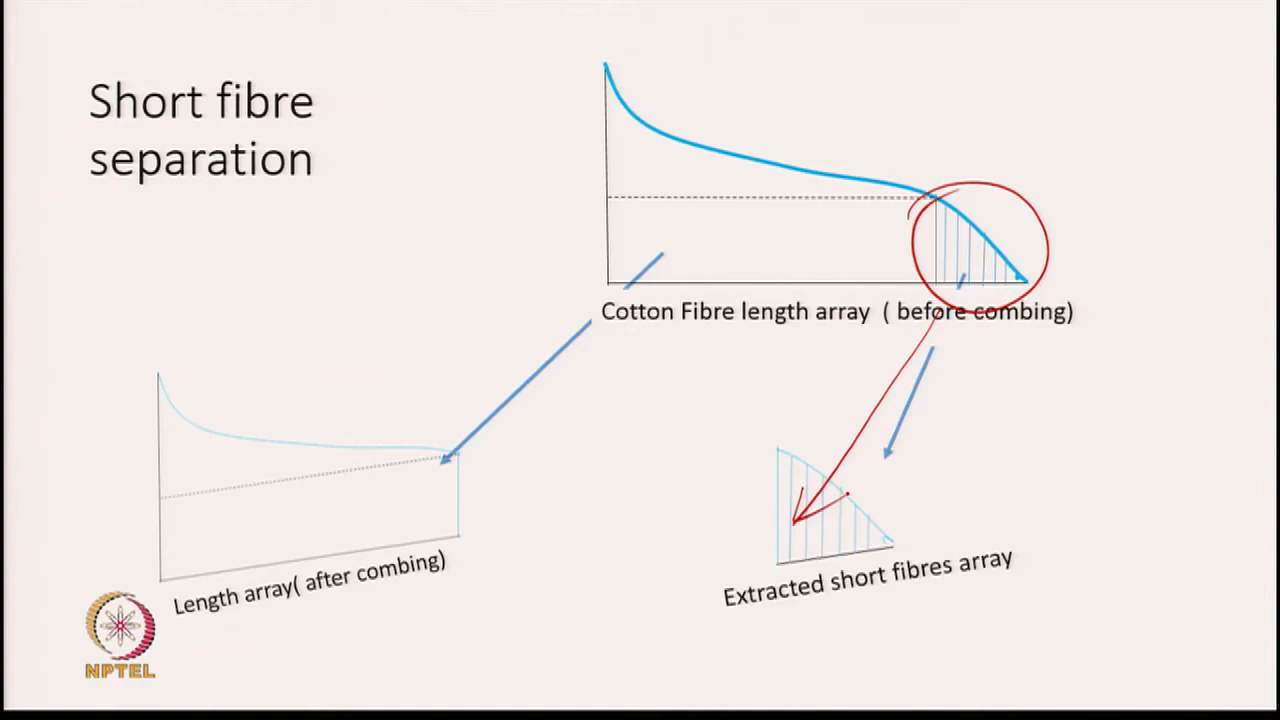 Short fibre
separation
Cotton Fibre length array ( before combing)
Length array( after combing)
Extracted short fibres array
NPTEL